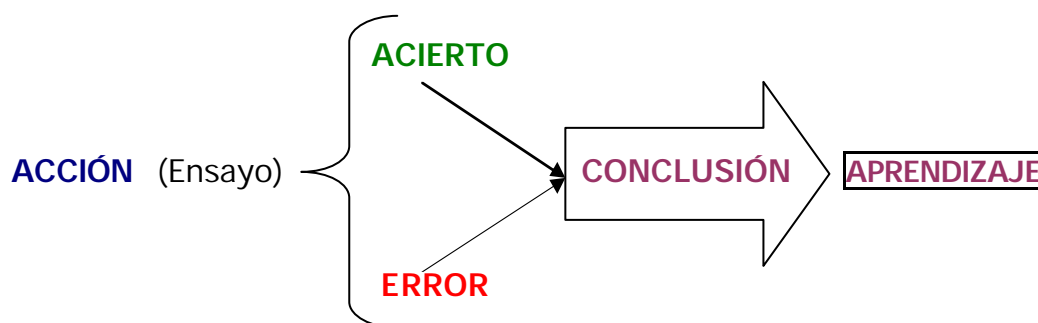 ACIERTO
ACCIÓN (Ensayo)
CONCLUSIÓN
APRENDIZAJE
ERROR